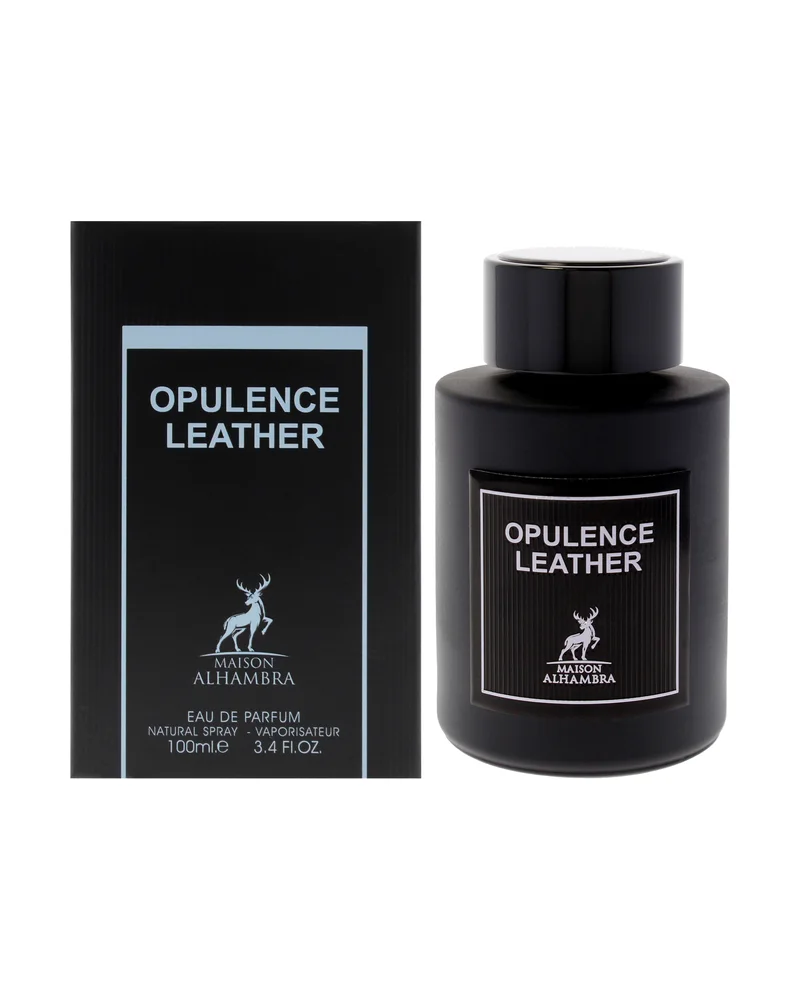 OPULENCE
LEATHER
MAISON
ALHAMBRA
EAU DE PARFUM
NATURAL SPRAY - VAPORISATEUR
100ml.e 3.4 Fl.OZ.
OPULENCE
LEATHER
MAISON
ALHAMBRA